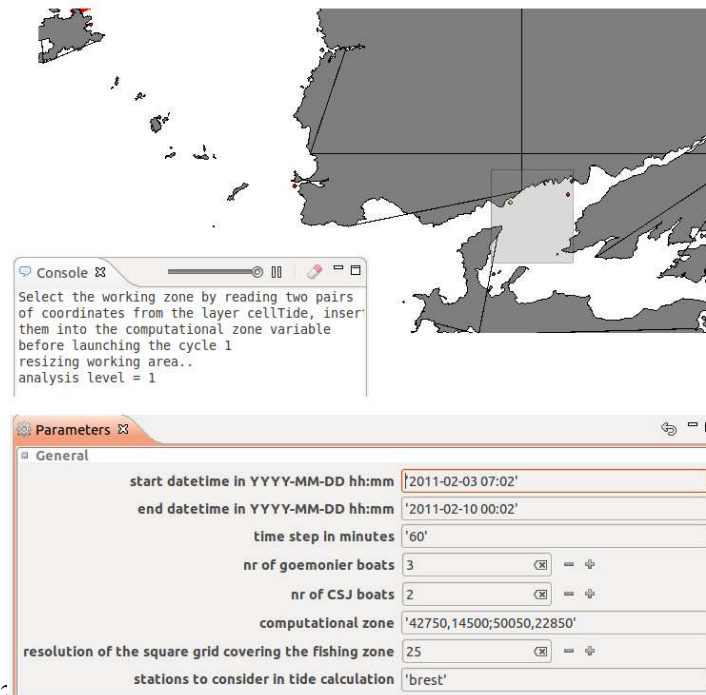 Console
Select the working zone by reading two pairs
of coordinates from the layer cellTide, inser
them into the computational zone variable
before launching the cycle 1
resizing working area..
analysis level = 1
Parameters
General
start datetime in YYYY-MM-DD hh:mm '2011-02-03 07:02'
end datetime in YYYY-MM-DD hh:mm '2011-02-10 00:02'
time step in minutes '60'
nr of goemonier boats 3
nr of CSJ boats 2
computational zone '42750,14500;50050,22850'
resolution of the square grid covering the fishing zone 25
stations to consider in tide calculation 'brest'